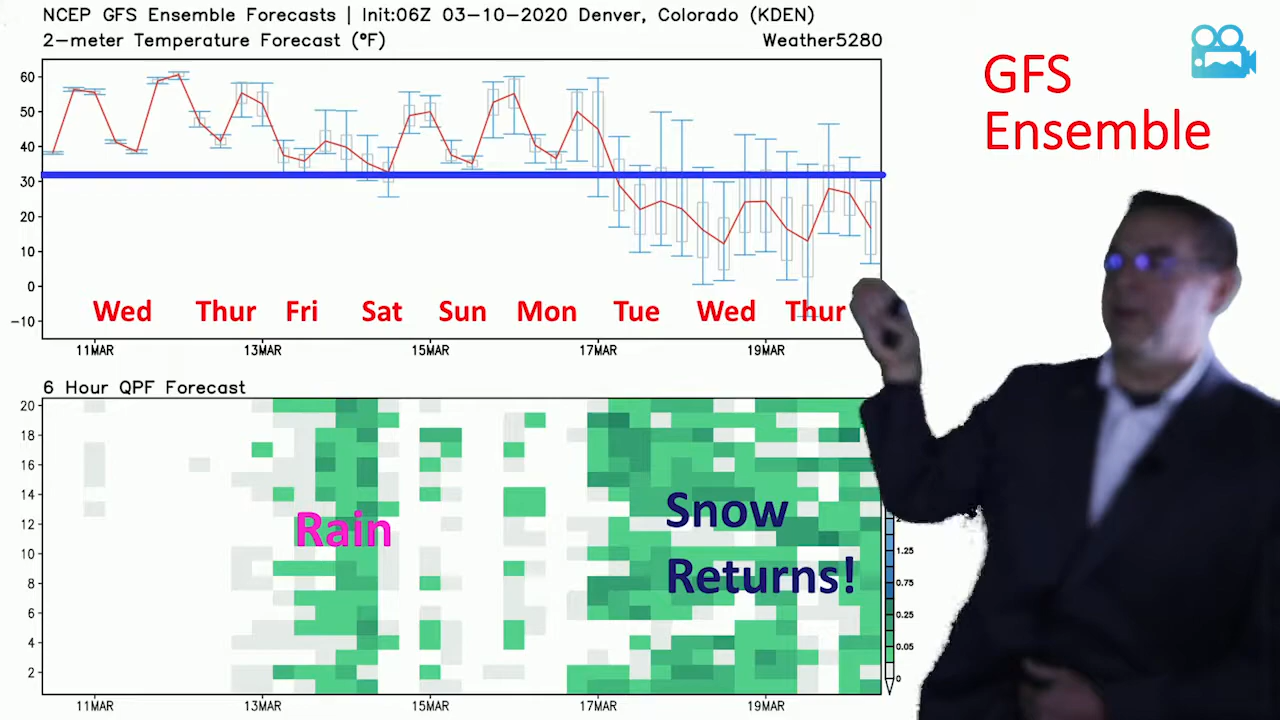 NCEP GFS Ensemble Forecasts | Init:06Z 03-10-2020 Denver, Colorado (KDEN)
2-meter Temperature Forecast (°F)
Weather5280
GFS
Ensemble
60
50
40
30
20
10
0
-10
Wed Thur Fri Sat Sun Mon Tue Wed Thur
11MAR 13MAR 15MAR 17MAR 19MAR
6 Hour QPF Forecast
20
18
16
14
12
10
8
6
4
2
Rain
Snow
Returns!
1.25
0.75
0.25
0.05
0
11MAR 13MAR 15MAR 17MAR 19MAR